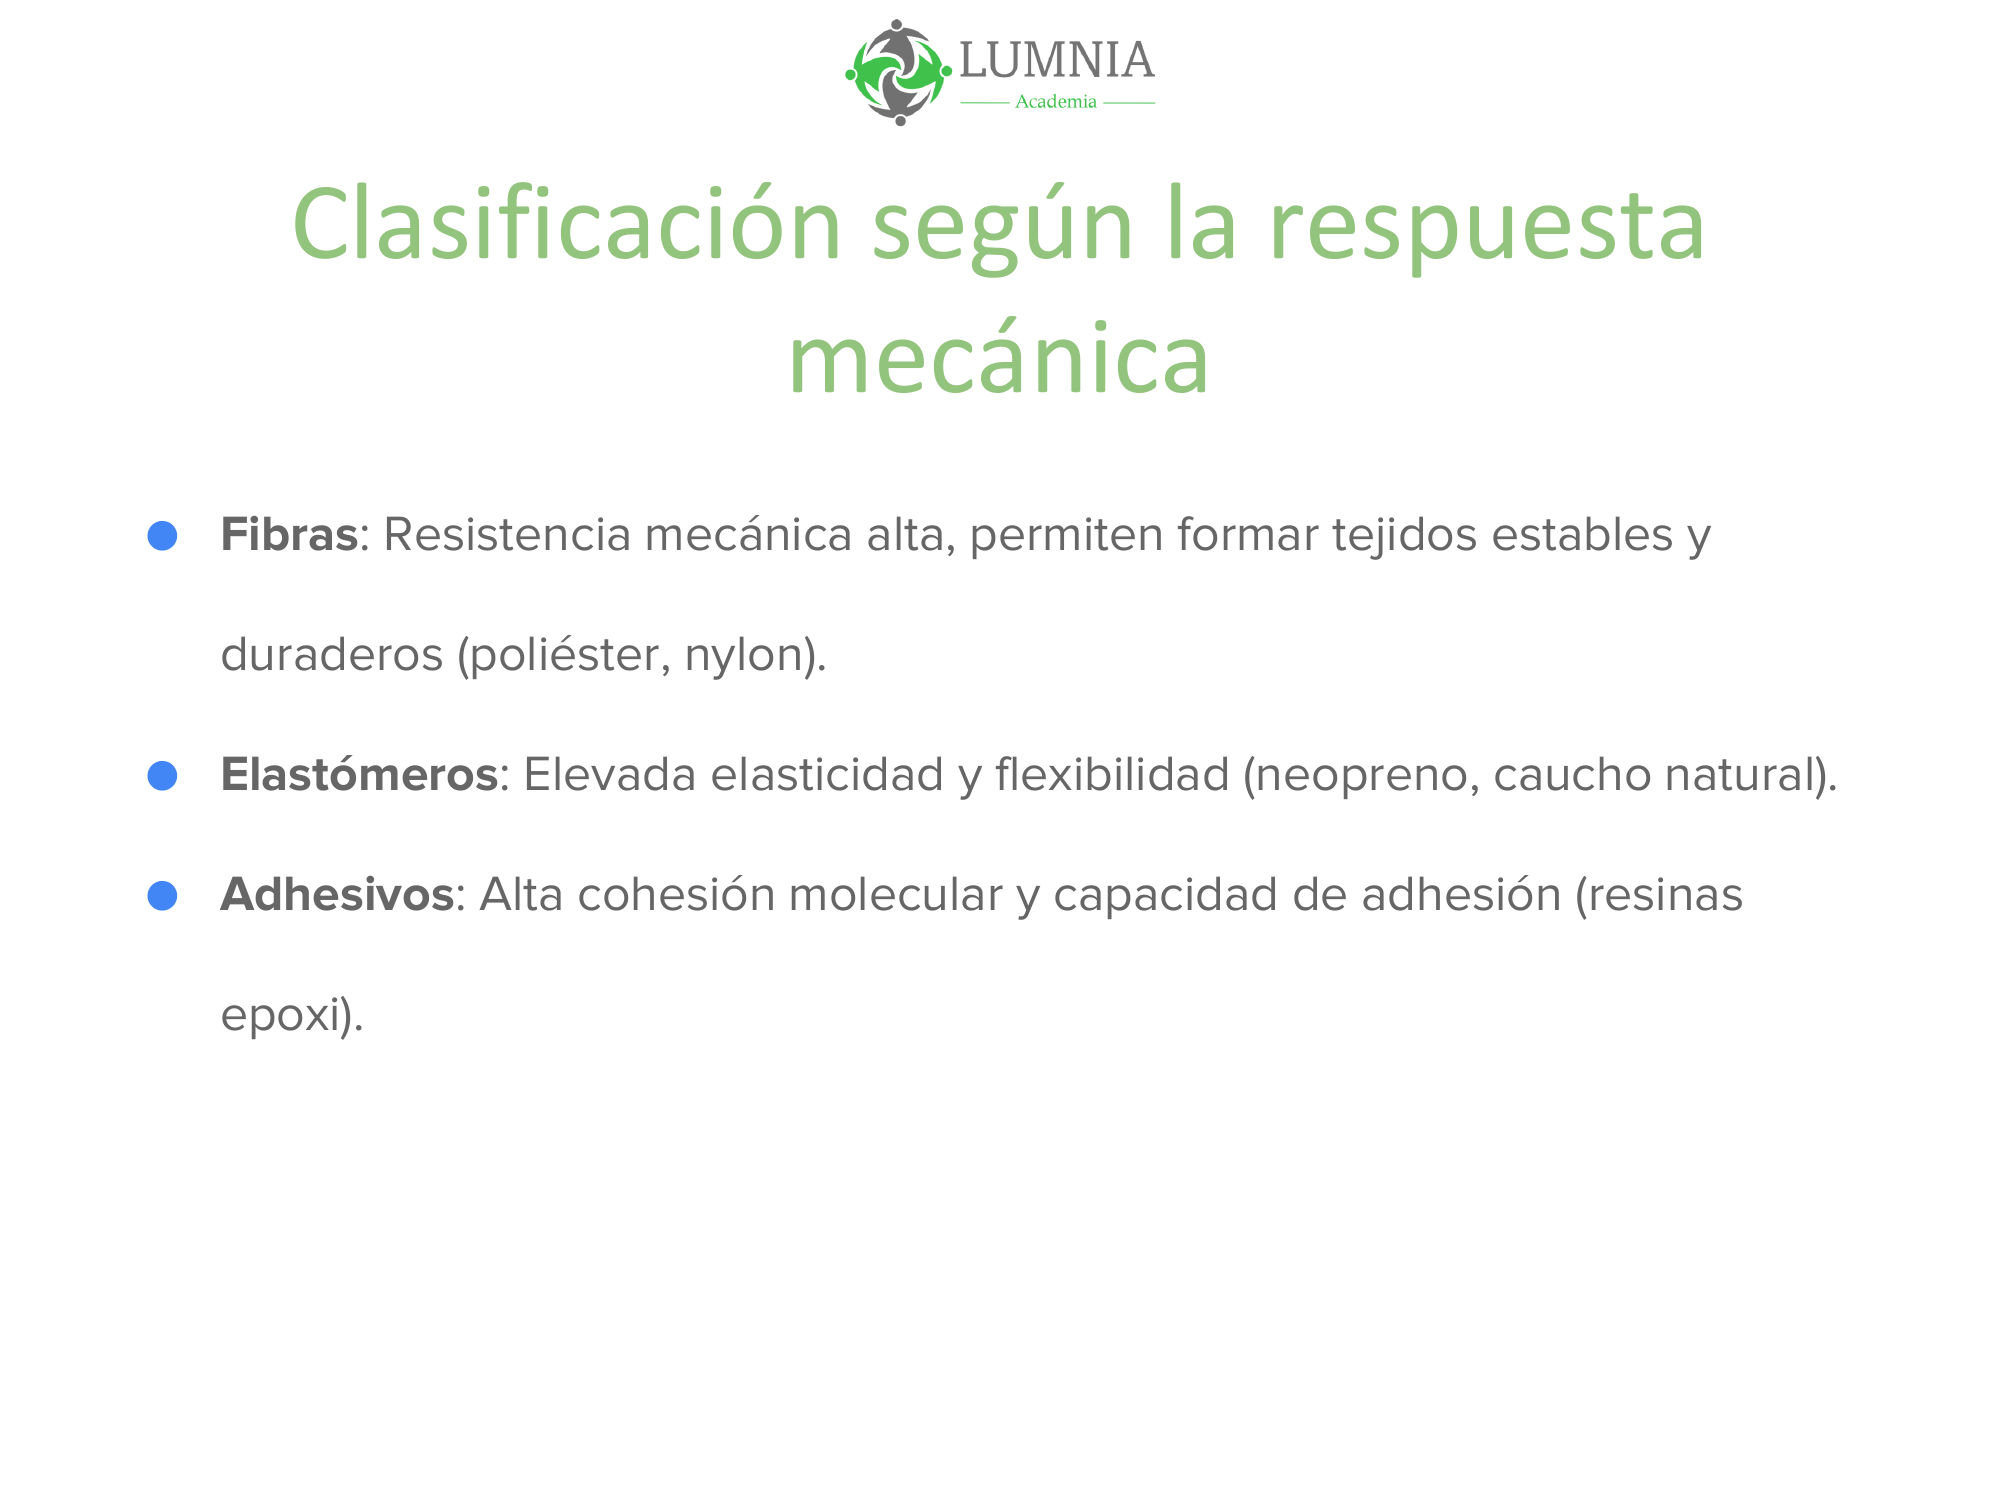 LUMNIA
Academia
Clasificación según la respuesta
mecánica
● Fibras: Resistencia mecánica alta, permiten formar tejidos estables y
duraderos (poliéster, nylon).
● Elastómeros: Elevada elasticidad y flexibilidad (neopreno, caucho natural).
● Adhesivos: Alta cohesión molecular y capacidad de adhesión (resinas
epoxi).